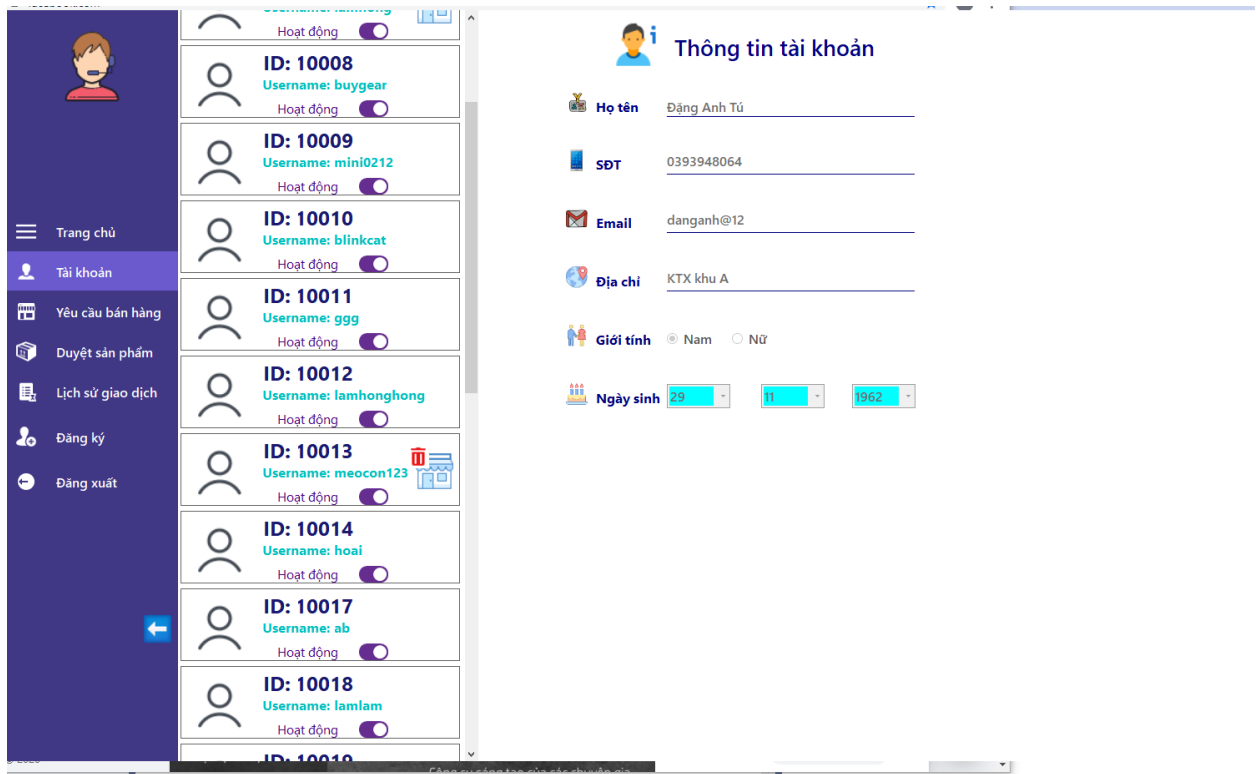 Hoạt động
ID: 10008
Username: buygear
Hoạt động
ID: 10009
Username: mini0212
Hoạt động
ID: 10010
Username: blinkcat
Hoạt động
ID: 10011
Username: ggg
Hoạt động
ID: 10012
Username: lamhonghong
Hoạt động
ID: 10013
Username: meocon123
Hoạt động
ID: 10014
Username: hoai
Hoạt động
ID: 10017
Username: ab
Hoạt động
ID: 10018
Username: lamlam
Hoạt động
ID: 10019
Trang chủ
Tài khoản
Yêu cầu bán hàng
Duyệt sản phẩm
Lịch sử giao dịch
Đăng ký
Đăng xuất
Thông tin tài khoản
Họ tên Đặng Anh Tú
SĐT 0393948064
Email danganh@12
Địa chỉ KTX khu A
Giới tính Nam Nữ
Ngày sinh 29 11 1962